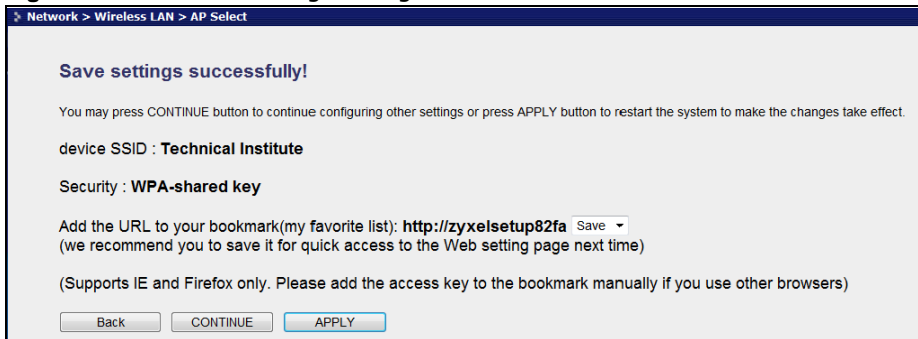 Network > Wireless LAN > AP Select
Save settings successfully!
You may press CONTINUE button to continue configuring other settings or press APPLY button to restart the system to make the changes take effect.
device SSID : Technical Institute
Security : WPA-shared key
Add the URL to your bookmark(my favorite list): http://zyxelsetup82fa Save
(we recommend you to save it for quick access to the Web setting page next time)
(Supports IE and Firefox only. Please add the access key to the bookmark manually if you use other browsers)
Back CONTINUE APPLY